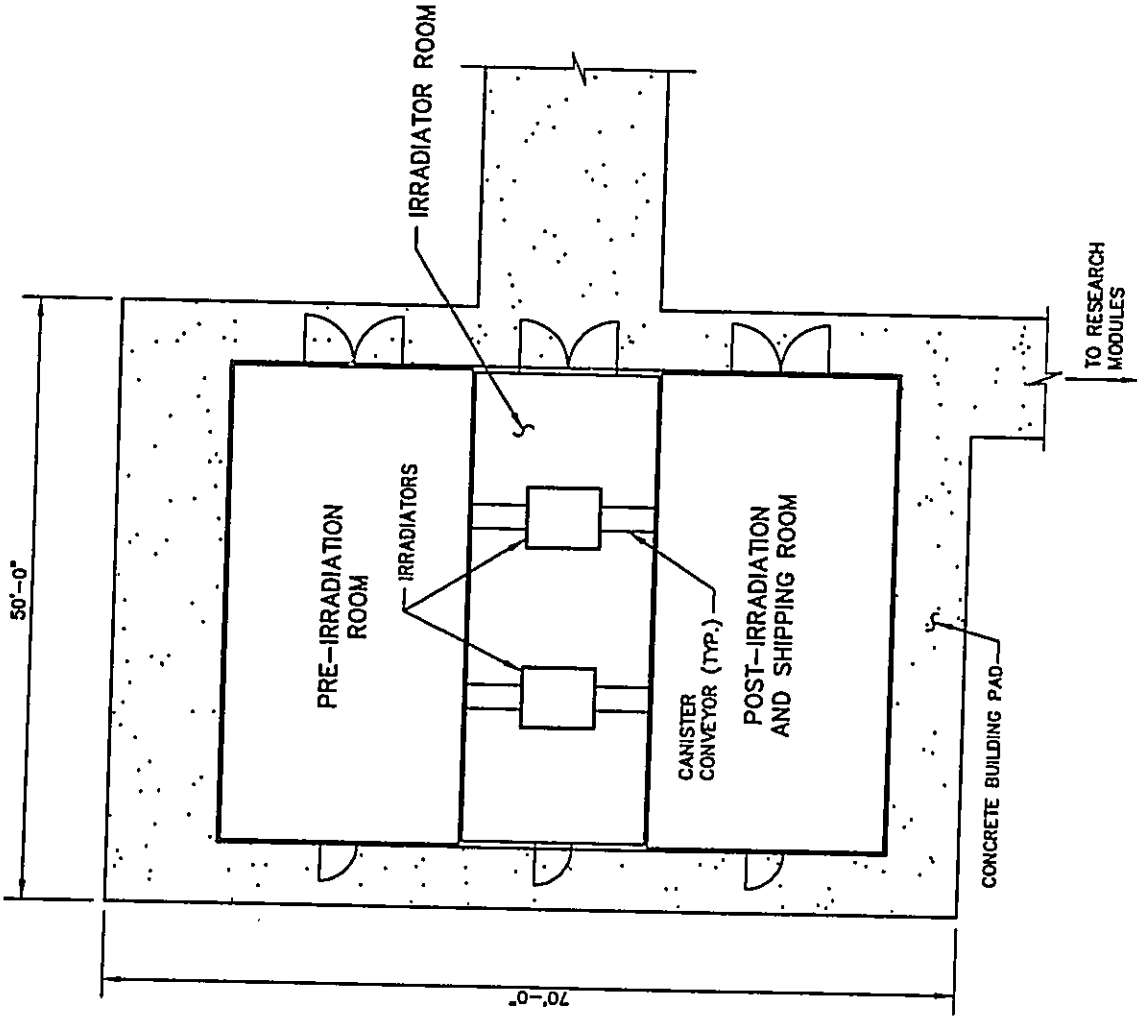 50'-0"
IRRADIATOR ROOM
PRE-IRRADIATION
ROOM
IRRADIATORS
CANISTER
CONVEYOR (TYP.)
POST-IRRADIATION
AND SHIPPING ROOM
CONCRETE BUILDING PAD
TO RESEARCH
MODULES
70'-0"